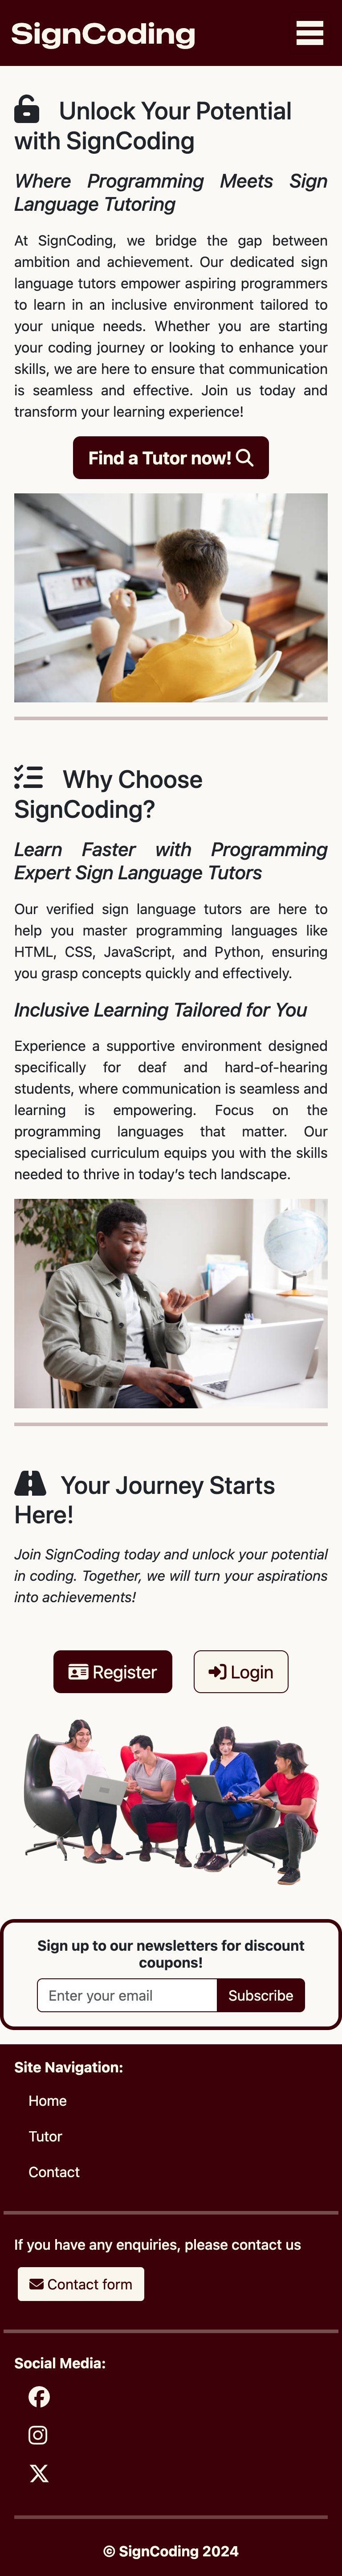 SignCoding
Unlock Your Potential
with SignCoding
Where Programming Meets Sign
Language Tutoring
At SignCoding, we bridge the gap between
ambition and achievement. Our dedicated sign
language tutors empower aspiring programmers
to learn in an inclusive environment tailored to
your unique needs. Whether you are starting
your coding journey or looking to enhance your
skills, we are here to ensure that communication
is seamless and effective. Join us today and
transform your learning experience!
Find a Tutor now!
Why Choose
SignCoding?
Learn Faster with Programming
Expert Sign Language Tutors
Our verified sign language tutors are here to
help you master programming languages like
HTML, CSS, JavaScript, and Python, ensuring
you grasp concepts quickly and effectively.
Inclusive Learning Tailored for You
Experience a supportive environment designed
specifically for deaf and hard-of-hearing
students, where communication is seamless and
learning is empowering. Focus on the
programming languages that matter. Our
specialised curriculum equips you with the skills
needed to thrive in today's tech landscape.
Your Journey Starts
Here!
Join SignCoding today and unlock your potential
in coding. Together, we will turn your aspirations
into achievements!
Register
Login
Sign up to our newsletters for discount
coupons!
Enter your email
Subscribe
Site Navigation:
Home
Tutor
Contact
If you have any enquiries, please contact us
Contact form
Social Media:
© SignCoding 2024